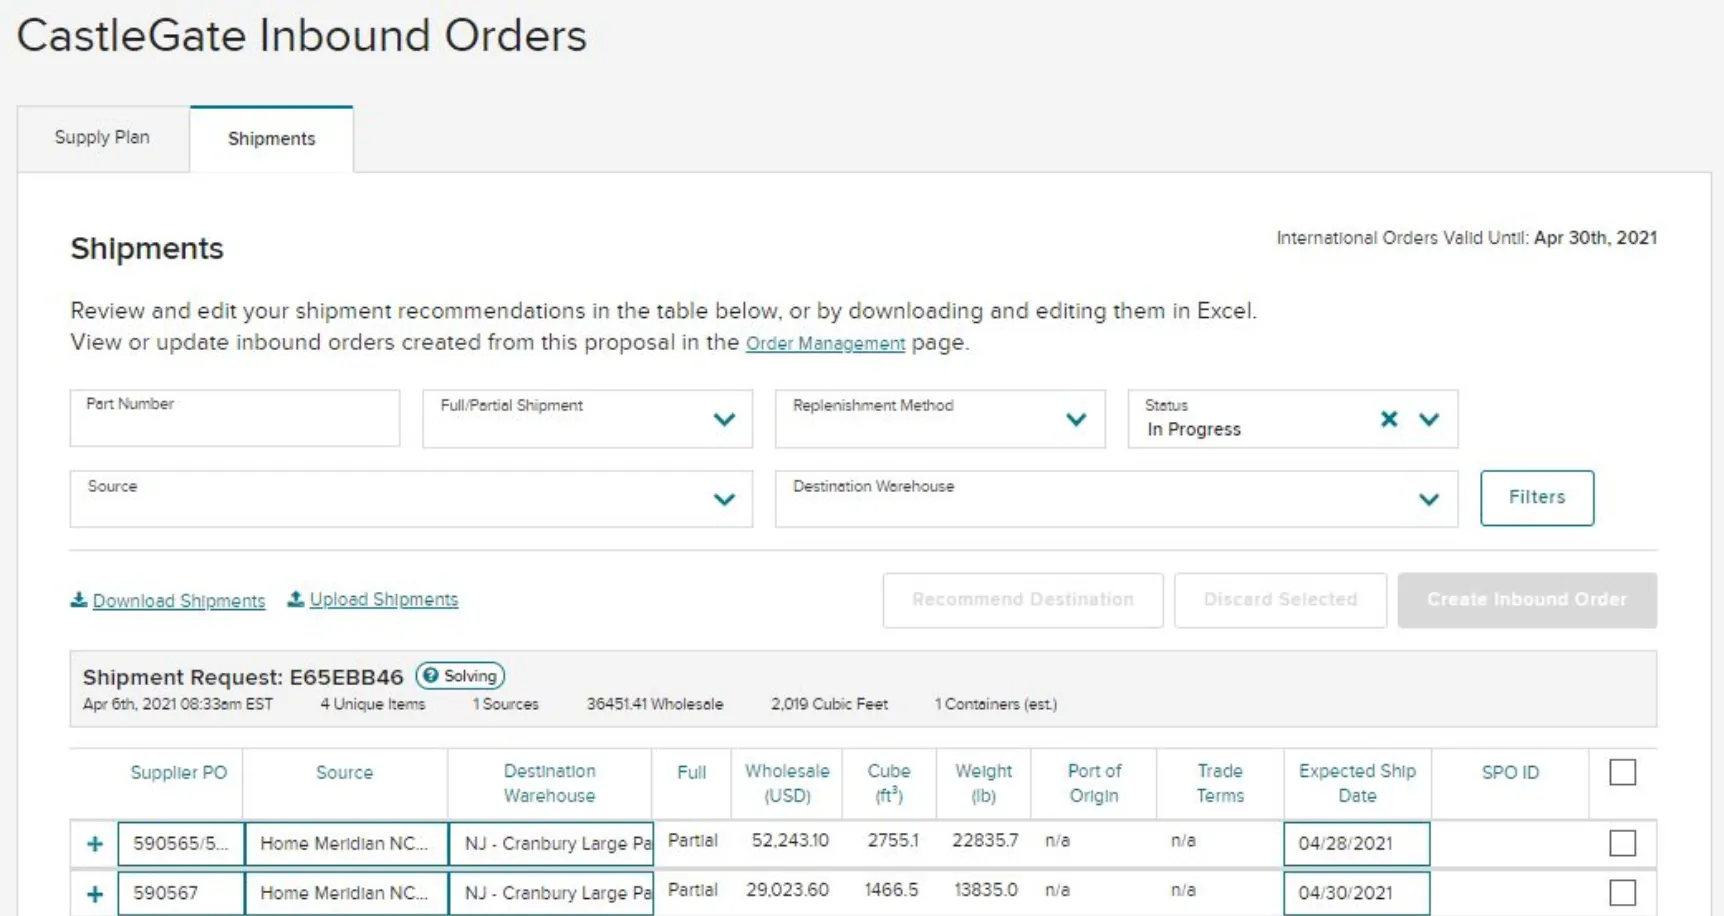 CastleGate Inbound Orders
Supply Plan
Shipments
Shipments
International Orders Valid Until: Apr 30th, 2021
Review and edit your shipment recommendations in the table below, or by downloading and editing them in Excel.
View or update inbound orders created from this proposal in the Order Management page.
Part Number
Full/Partial Shipment
Replenishment Method
Status
In Progress
Source
Destination Warehouse
Filters
Download Shipments
Upload Shipments
Recommend Destination
Discard Selected
Create Inbound Order
Shipment Request: E65EBB46 Solving
Apr 6th, 2021 08:33am EST 4 Unique Items 1 Sources 36451.41 Wholesale 2,019 Cubic Feet 1 Containers (est.)
Supplier PO Source Destination Warehouse Full Wholesale (USD) Cube (ft³) Weight (lb) Port of Origin Trade Terms Expected Ship Date SPO ID
590565/5... Home Meridian NC... NJ - Cranbury Large Pa Partial 52,243.10 2755.1 22835.7 n/a n/a 04/28/2021
590567 Home Meridian NC... NJ - Cranbury Large Pa Partial 29,023.60 1466.5 13835.0 n/a n/a 04/30/2021